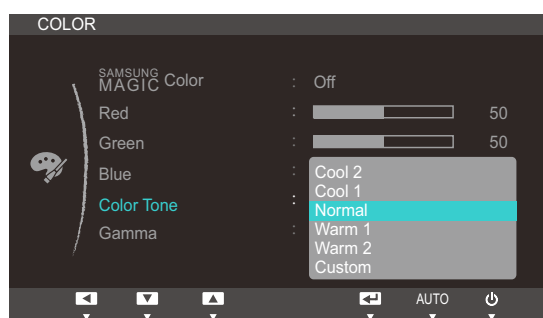 COLOR
SAMSUNG MAGIC Color : Off
Red : 50
Green : 50
Blue :
Color Tone :
Gamma :
Cool 2
Cool 1
Normal
Warm 1
Warm 2
Custom
AUTO